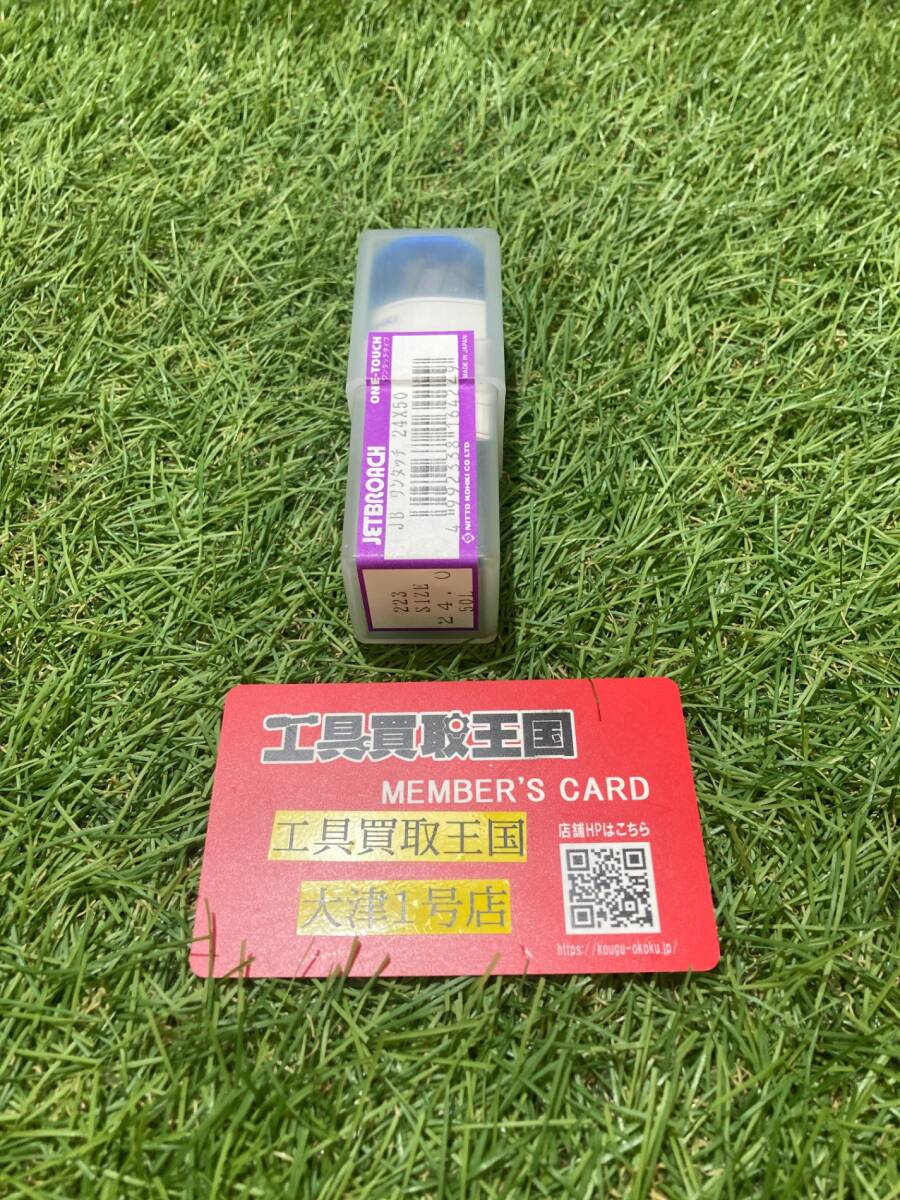 JETBROACH ONE-TOUCH
ワンタッチタイプ
JB ワンタッチ 24X50
4 992338 164249
NITTO KOHKI CO.,LTD
MADE IN JAPAN
223
SIZE
24.0
50L
工具買取王国
MEMBER'S CARD
工具買取王国
大津1号店
店舗HPはこちら
https://kougu-okoku.jp/